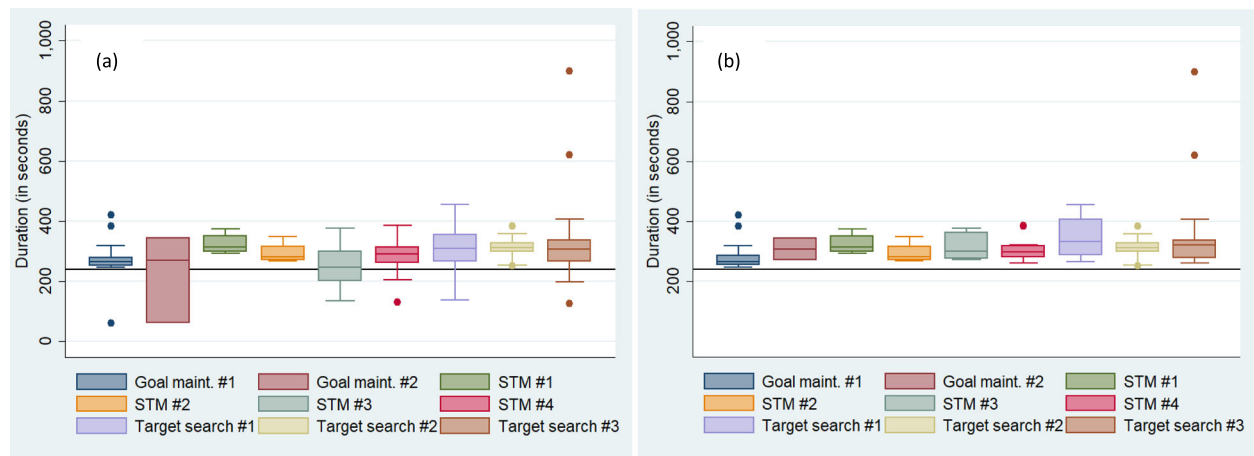 (a)
Duration (in seconds)
1,000
800
600
400
200
0
Goal maint. #1 Goal maint. #2 STM #1
STM #2 STM #3 STM #4
Target search #1 Target search #2 Target search #3
(b)
Duration (in seconds)
1,000
800
600
400
200
Goal maint. #1 Goal maint. #2 STM #1
STM #2 STM #3 STM #4
Target search #1 Target search #2 Target search #3